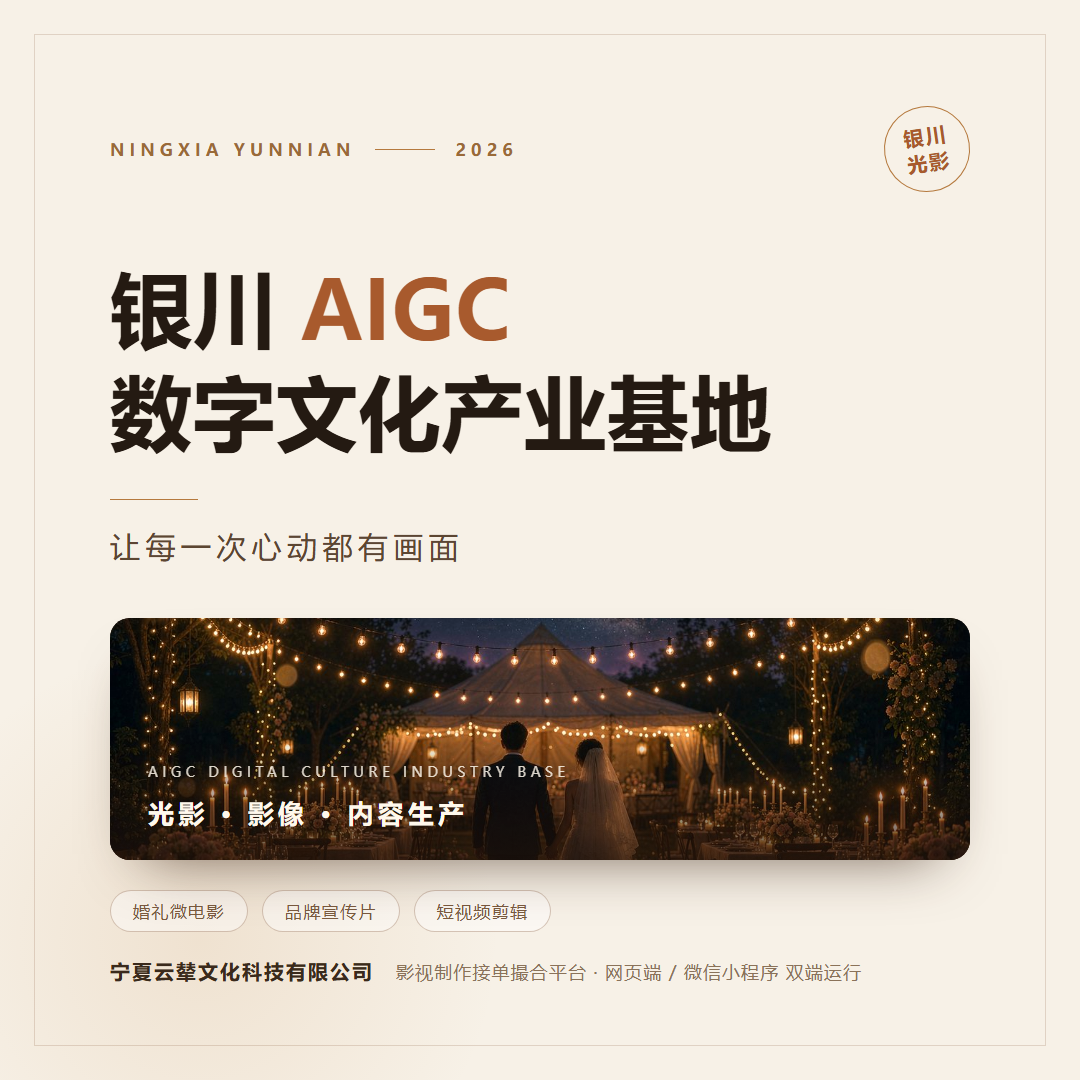 NINGXIA YUNNIAN —— 2026
银川
光影
银川 AIGC
数字文化产业基地
让每一次心动都有画面
AIGC DIGITAL CULTURE INDUSTRY BASE
光影 · 影像 · 内容生产
婚礼微电影 品牌宣传片 短视频剪辑
宁夏云辇文化科技有限公司 影视制作接单撮合平台 · 网页端 / 微信小程序 双端运行